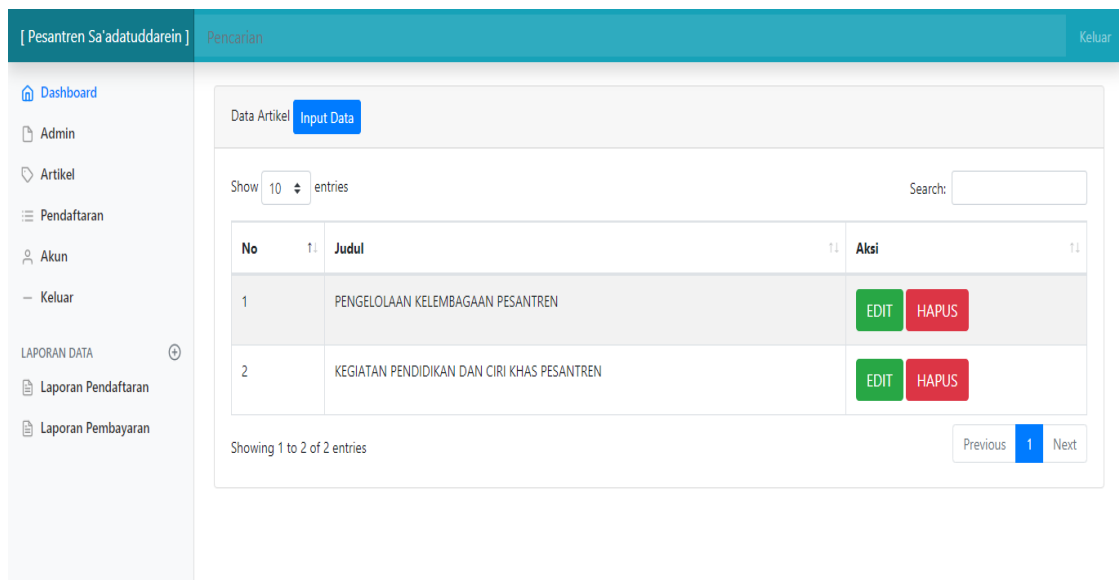 [ Pesantren Sa'adatuddarein ] Pencarian Keluar
Dashboard
Admin
Artikel
Pendaftaran
Akun
Keluar
LAPORAN DATA
Laporan Pendaftaran
Laporan Pembayaran
Data Artikel Input Data
Show 10 entries Search:
No Judul Aksi
1 PENGELOLAAN KELEMBAGAAN PESANTREN EDIT HAPUS
2 KEGIATAN PENDIDIKAN DAN CIRI KHAS PESANTREN EDIT HAPUS
Showing 1 to 2 of 2 entries Previous 1 Next